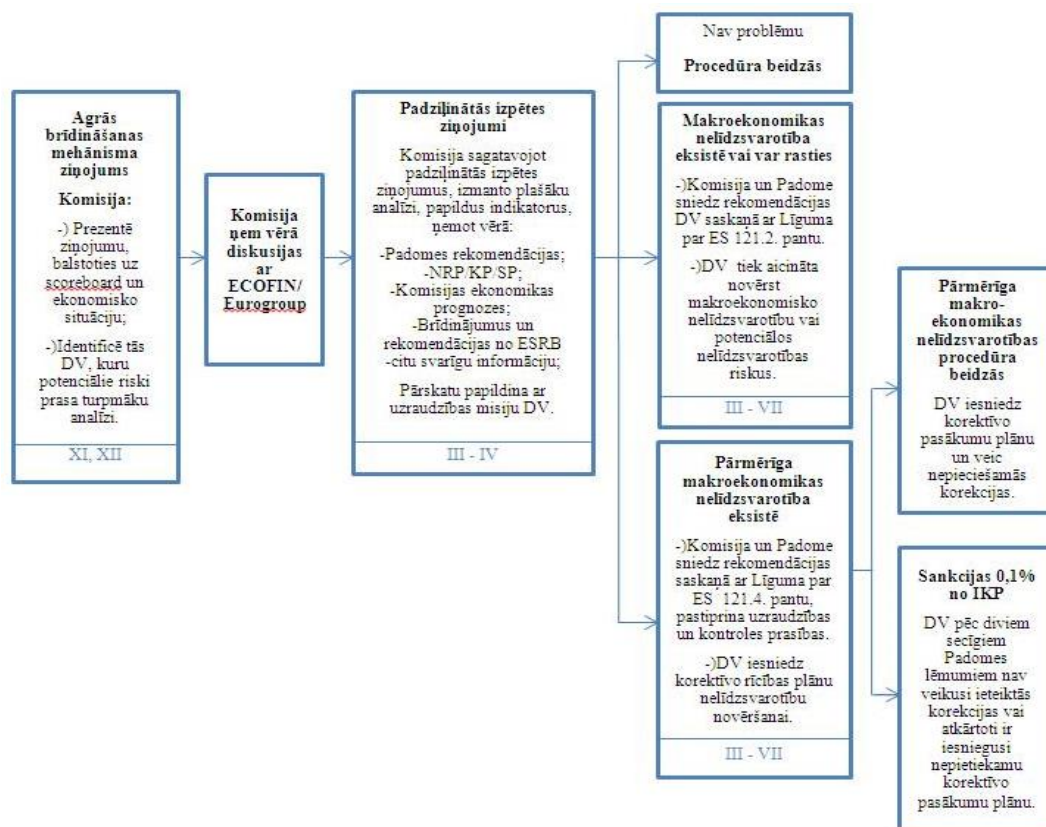 Agrās
brīdināšanas
mehānisma
ziņojums
Komisija:
-) Prezentē
ziņojumu,
balstoties uz
scoreboard un
ekonomisko
situāciju;
-)Identificē tās
DV, kuru
potenciālie riski
prasa turpmāku
analīzi.
XI, XII
Komisija
ņem vērā
diskusijas
ar
ECOFIN/
Eurogroup
Padziļinātās izpētes
ziņojumi
Komisija sagatavojot
padziļinātās izpētes
ziņojumus, izmanto plašāku
analīzi, papildus indikatorus,
ņemot vērā:
-Padomes rekomendācijas;
-NRP/KP/SP;
-Komisijas ekonomikas
prognozes;
-Brīdinājumus un
rekomendācijas no ESRB
-citu svarīgu informāciju;
Pārskatu papildina ar
uzraudzības misiju DV.
III - IV
Nav problēmu
Procedūra beidzās
Makroekonomikas
nelīdzsvarotība
eksistē vai var rasties
-)Komisija un Padome
sniedz rekomendācijas
DV saskaņā ar Līguma
par ES 121.2. pantu.
-)DV tiek aicināta
novērst
makroekonomisko
nelīdzsvarotību vai
potenciālos
nelīdzsvarotības
riskus.
III - VII
Pārmērīga
makroekonomikas
nelīdzsvarotība
eksistē
-)Komisija un Padome
sniedz rekomendācijas
saskaņā ar Līguma par
ES 121.4. pantu,
pastiprina uzraudzības
un kontroles prasības.
-)DV iesniedz
korektīvo rīcības plānu
nelīdzsvarotību
novēršanai.
III - VII
Pārmērīga
makro-
ekonomikas
nelīdzsvarotības
procedūra
beidzās
DV iesniedz
korektīvo
pasākumu plānu
un veic
nepieciešamās
korekcijas.
Sankcijas 0,1%
no IKP
DV pēc diviem
secīgiem
Padomes
lēmumiem nav
veikusi ieteiktās
korekcijas vai
atkārtoti ir
iesniegusi
nepietiekamu
korektīvo
pasākumu plānu.